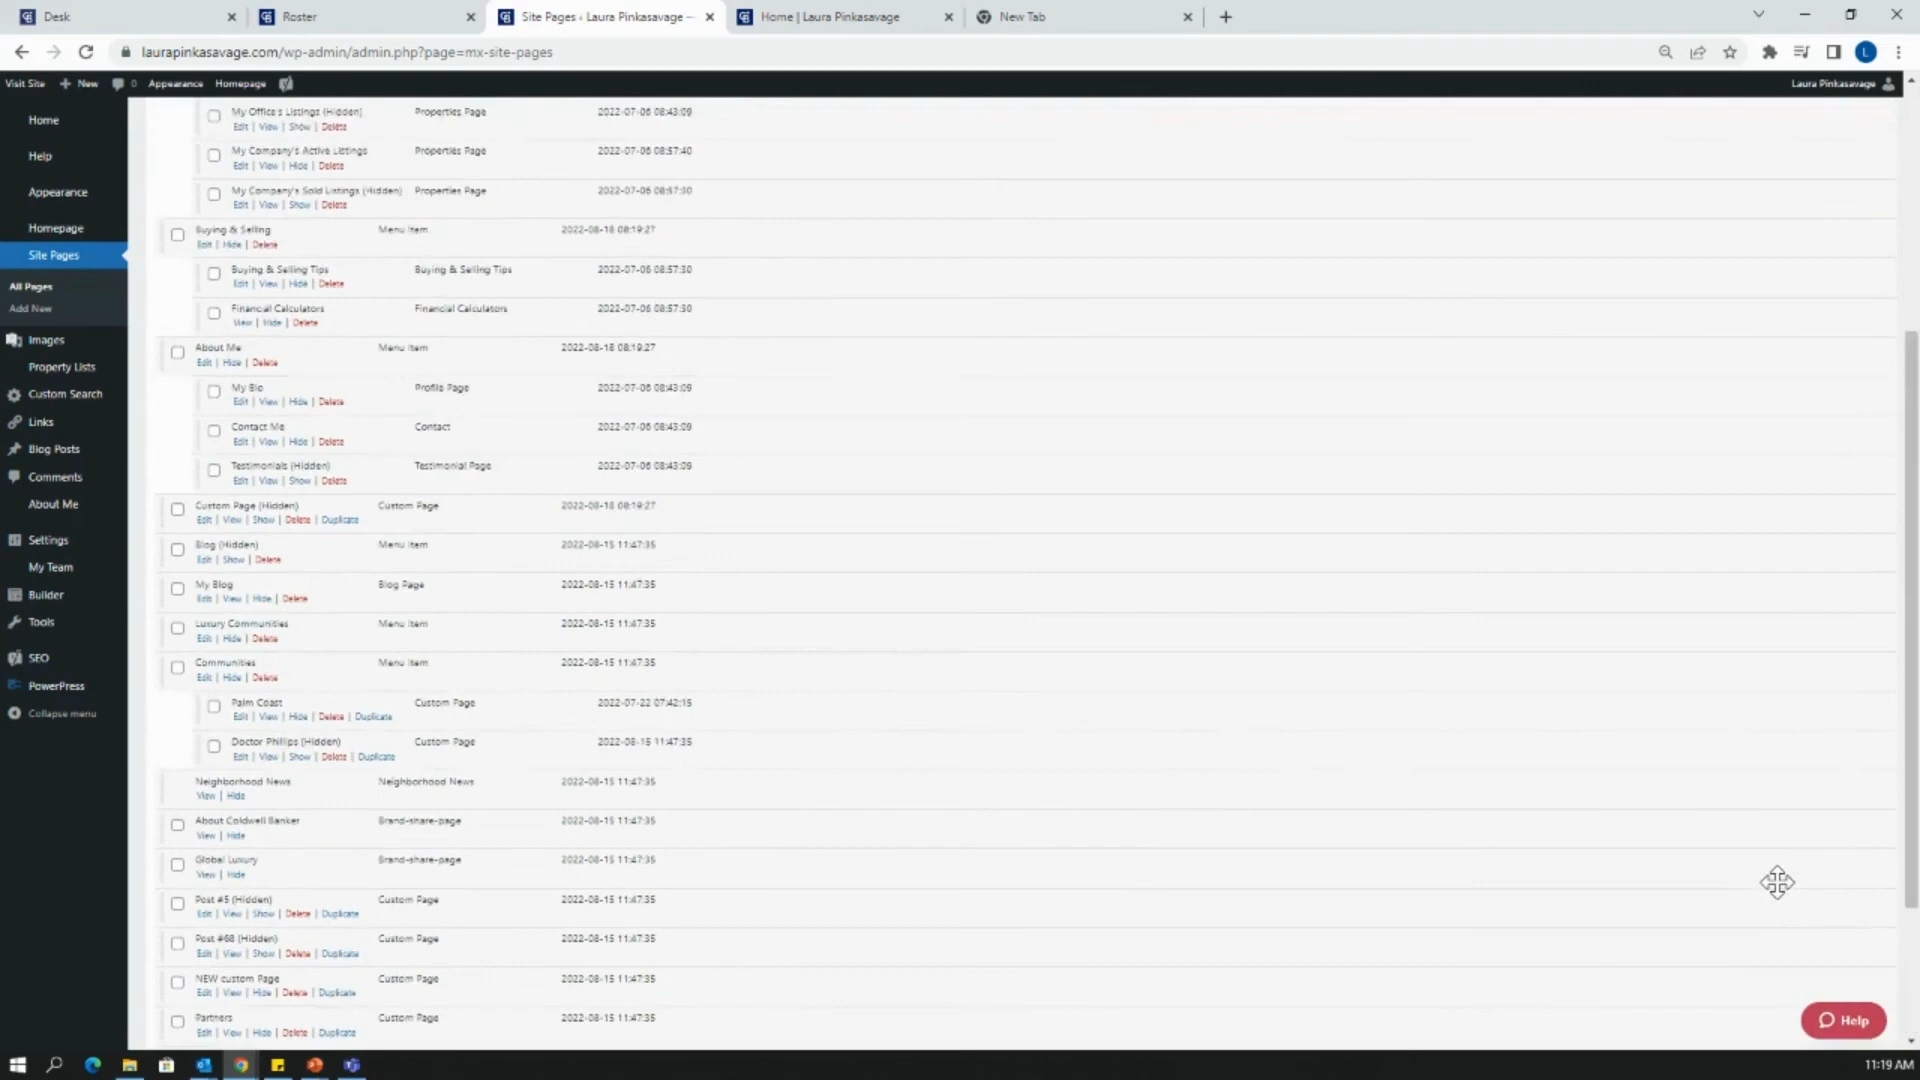 Desk
Roster
Site Pages ‹ Laura Pinkasavage —
Home | Laura Pinkasavage
New Tab
laurapinkasavage.com/wp-admin/admin.php?page=mx-site-pages
L
Visit Site
New
0
Appearance
Homepage
Laura Pinkasavage
Home
Help
Appearance
Homepage
Site Pages
All Pages
Add New
Images
Property Lists
Custom Search
Links
Blog Posts
Comments
About Me
Settings
My Team
Builder
Tools
SEO
PowerPress
Collapse menu
My Office's Listings (Hidden) Properties Page 2022-07-06 08:43:09
Edit | View | Show | Delete
My Company's Active Listings Properties Page 2022-07-06 08:57:40
Edit | View | Hide | Delete
My Company's Sold Listings (Hidden) Properties Page 2022-07-06 08:57:30
Edit | View | Show | Delete
Buying & Selling Menu Item 2022-08-18 08:19:27
Edit | Hide | Delete
Buying & Selling Tips Buying & Selling Tips 2022-07-06 08:57:30
Edit | View | Hide | Delete
Financial Calculators Financial Calculators 2022-07-06 08:57:30
View | Hide | Delete
About Me Menu Item 2022-08-18 08:19:27
Edit | Hide | Delete
My Bio Profile Page 2022-07-06 08:43:09
Edit | View | Hide | Delete
Contact Me Contact 2022-07-06 08:43:09
Edit | View | Hide | Delete
Testimonials (Hidden) Testimonial Page 2022-07-06 08:43:09
Edit | View | Show | Delete
Custom Page (Hidden) Custom Page 2022-08-18 08:19:27
Edit | View | Show | Delete | Duplicate
Blog (Hidden) Menu Item 2022-08-15 11:47:35
Edit | Show | Delete
My Blog Blog Page 2022-08-15 11:47:35
Edit | View | Hide | Delete
Luxury Communities Menu Item 2022-08-15 11:47:35
Edit | Hide | Delete
Communities Menu Item 2022-08-15 11:47:35
Edit | Hide | Delete
Palm Coast Custom Page 2022-07-22 07:42:15
Edit | View | Hide | Delete | Duplicate
Doctor Phillips (Hidden) Custom Page 2022-08-15 11:47:35
Edit | View | Show | Delete | Duplicate
Neighborhood News Neighborhood News 2022-08-15 11:47:35
View | Hide
About Coldwell Banker Brand-share-page 2022-08-15 11:47:35
View | Hide
Global Luxury Brand-share-page 2022-08-15 11:47:35
View | Hide
Post #5 (Hidden) Custom Page 2022-08-15 11:47:35
Edit | View | Show | Delete | Duplicate
Post #68 (Hidden) Custom Page 2022-08-15 11:47:35
Edit | View | Show | Delete | Duplicate
NEW custom Page Custom Page 2022-08-15 11:47:35
Edit | View | Hide | Delete | Duplicate
Partners Custom Page 2022-08-15 11:47:35
Edit | View | Hide | Delete | Duplicate
Help
11:19 AM